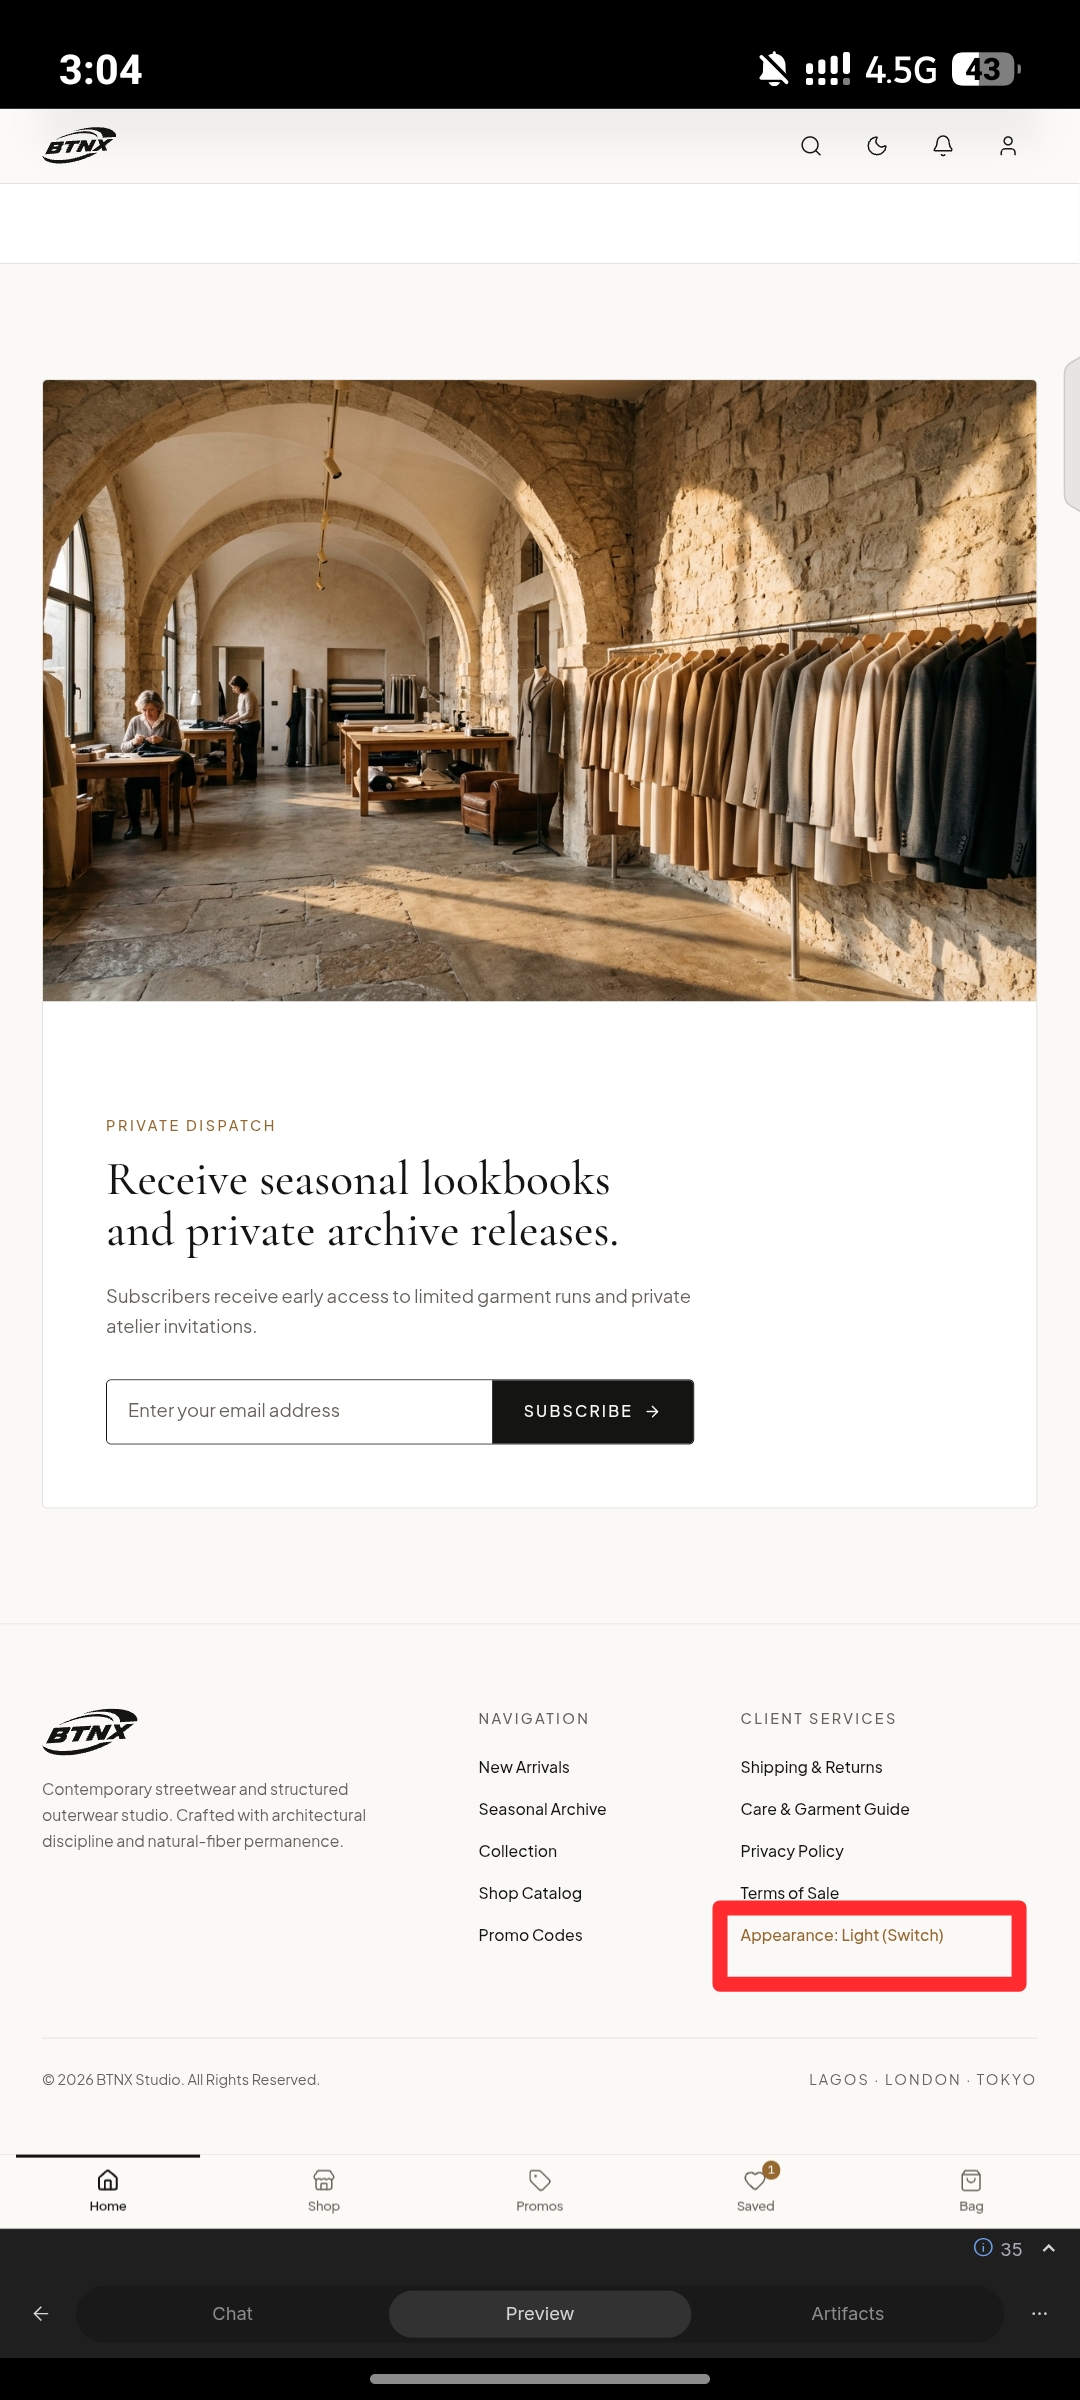 3:04
4.5G
43
BTNX
PRIVATE DISPATCH
Receive seasonal lookbooks
and private archive releases.
Subscribers receive early access to limited garment runs and private
atelier invitations.
Enter your email address
SUBSCRIBE →
BTNX
Contemporary streetwear and structured
outerwear studio. Crafted with architectural
discipline and natural-fiber permanence.
NAVIGATION
New Arrivals
Seasonal Archive
Collection
Shop Catalog
Promo Codes
CLIENT SERVICES
Shipping & Returns
Care & Garment Guide
Privacy Policy
Terms of Sale
Appearance: Light (Switch)
© 2026 BTNX Studio. All Rights Reserved.
LAGOS · LONDON · TOKYO
Home
Shop
Promos
1
Saved
Bag
35
Chat
Preview
Artifacts